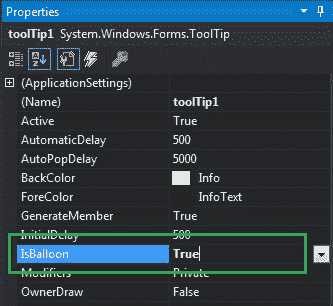 Properties
toolTip1 System.Windows.Forms.ToolTip
(ApplicationSettings)
(Name) toolTip1
Active True
AutomaticDelay 500
AutoPopDelay 5000
BackColor Info
ForeColor InfoText
GenerateMember True
InitialDelay 500
IsBalloon True
Modifiers Private
OwnerDraw False